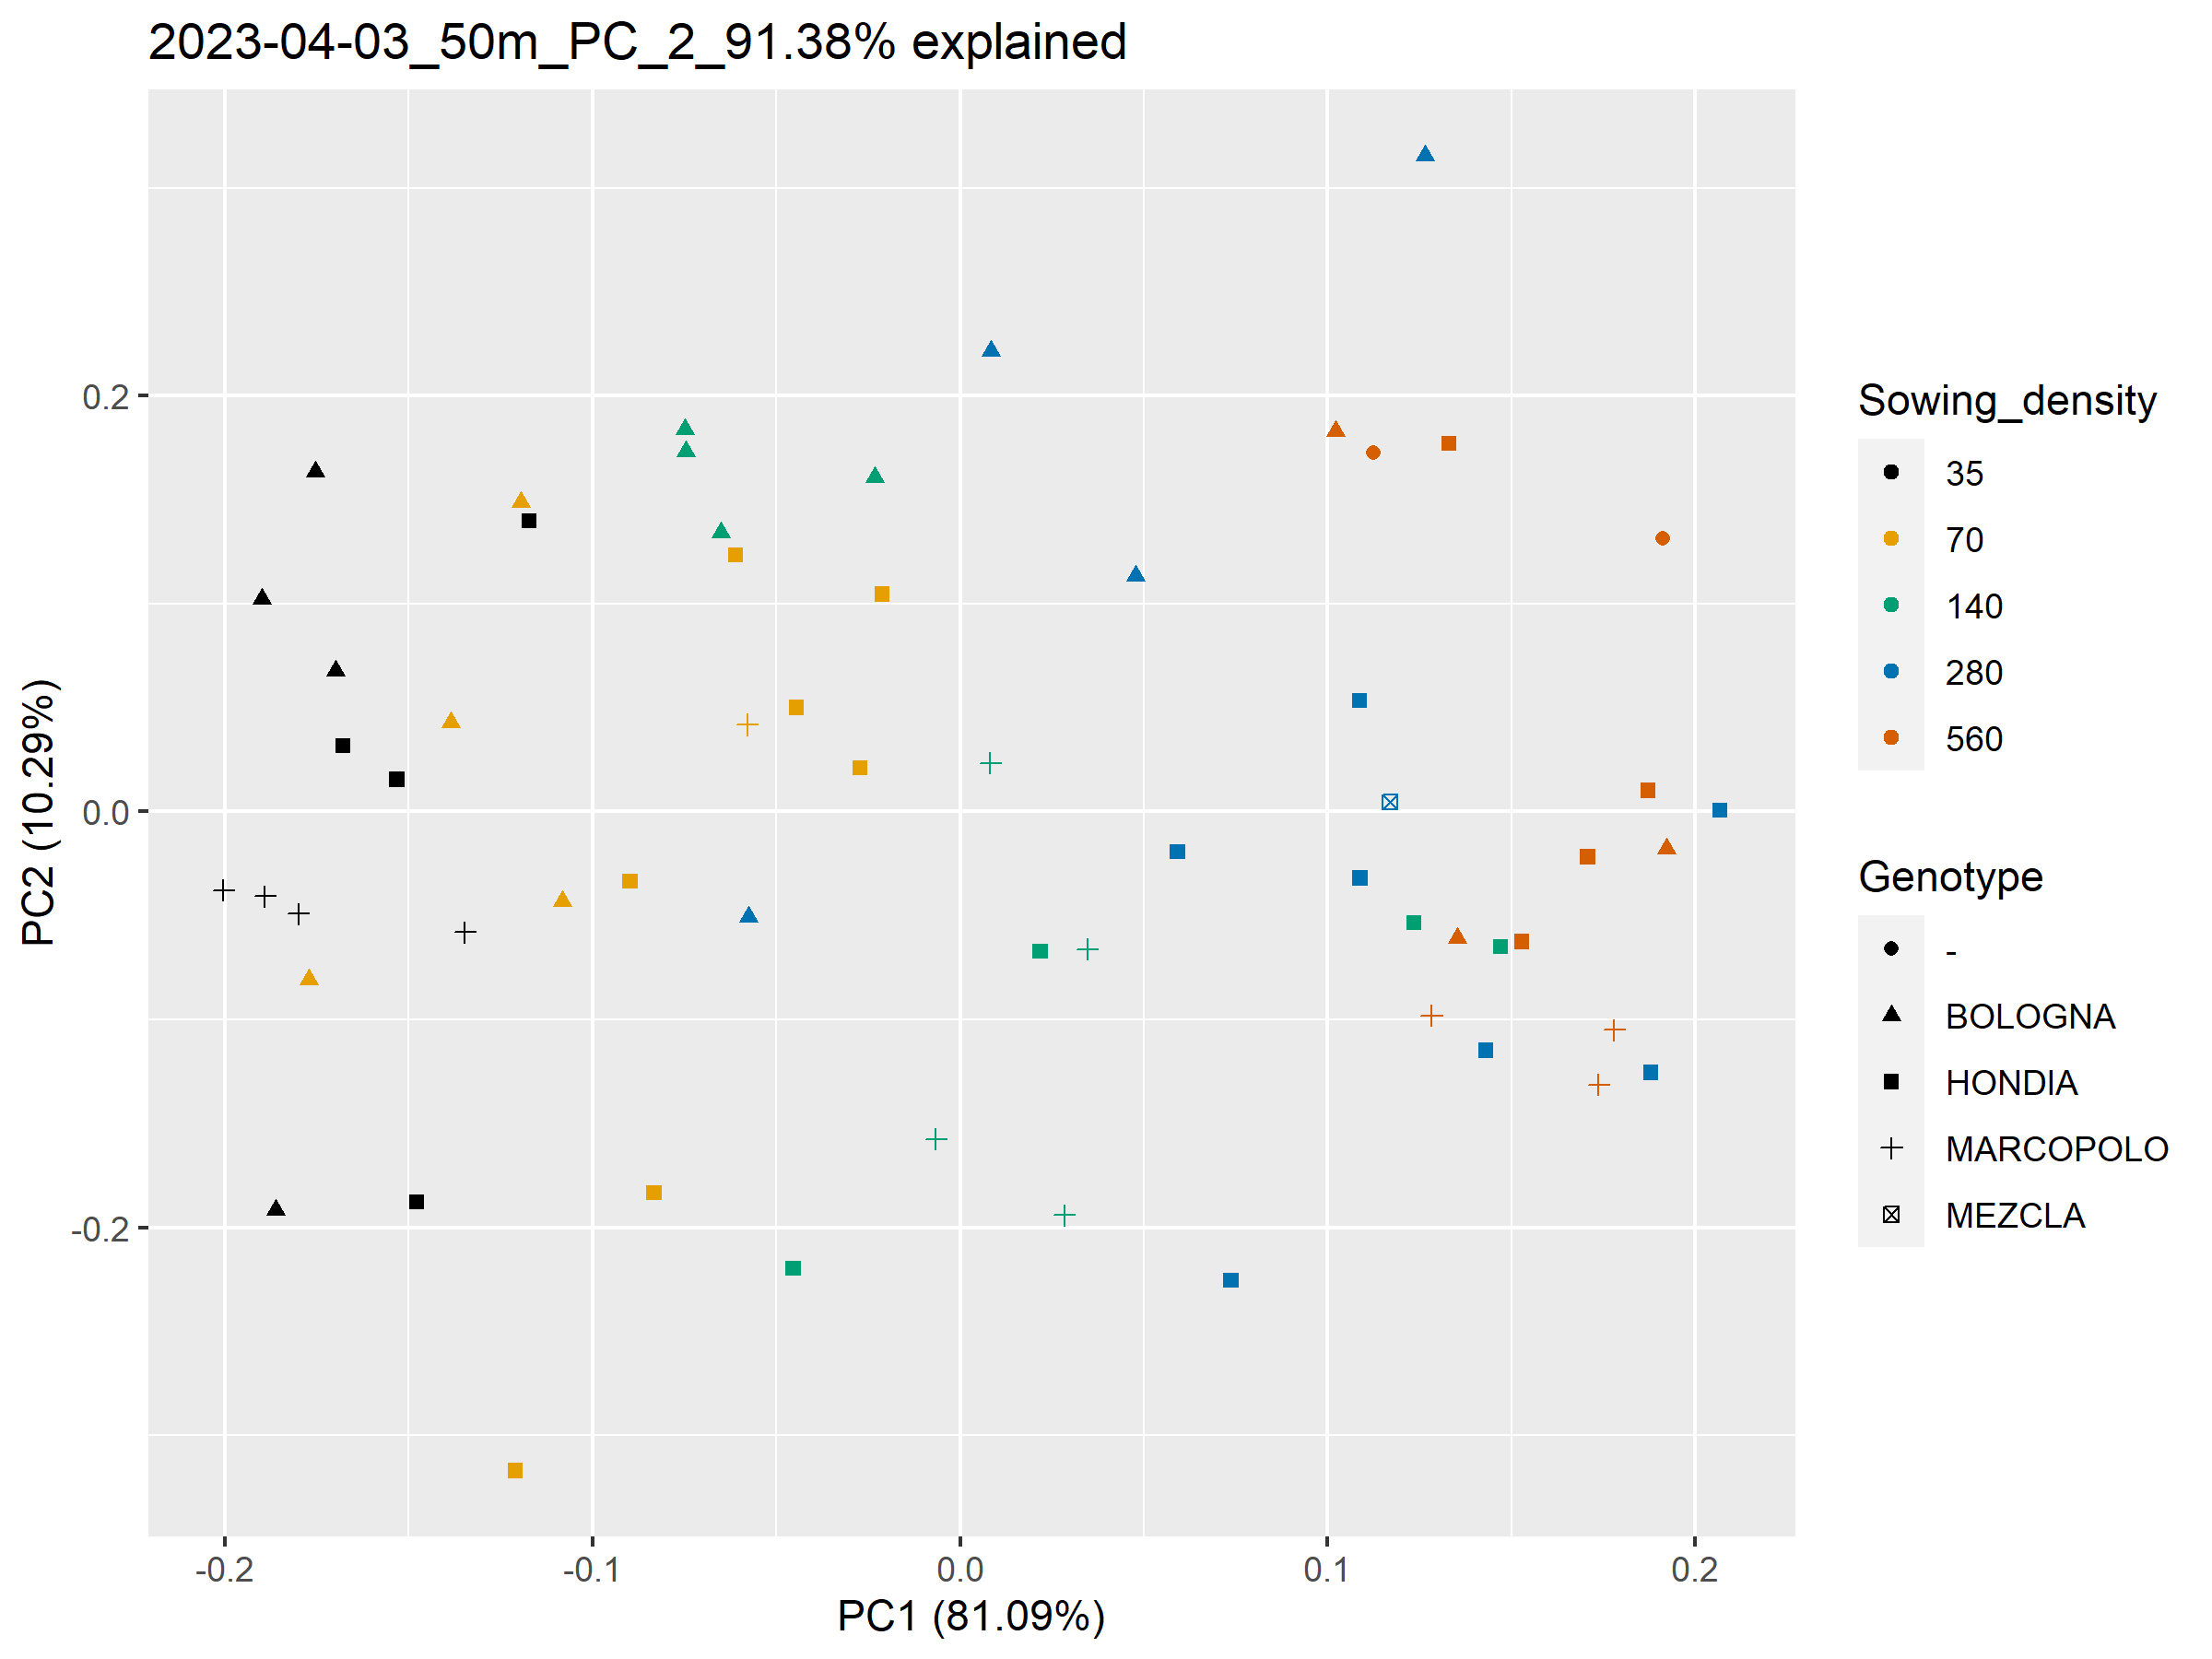 2023-04-03_50m_PC_2_91.38% explained
PC2 (10.29%)
0.2
0.0
-0.2
-0.2
-0.1
0.0
0.1
0.2
PC1 (81.09%)
Sowing_density
35
70
140
280
560
Genotype
-
BOLOGNA
HONDIA
MARCOPOLO
MEZCLA